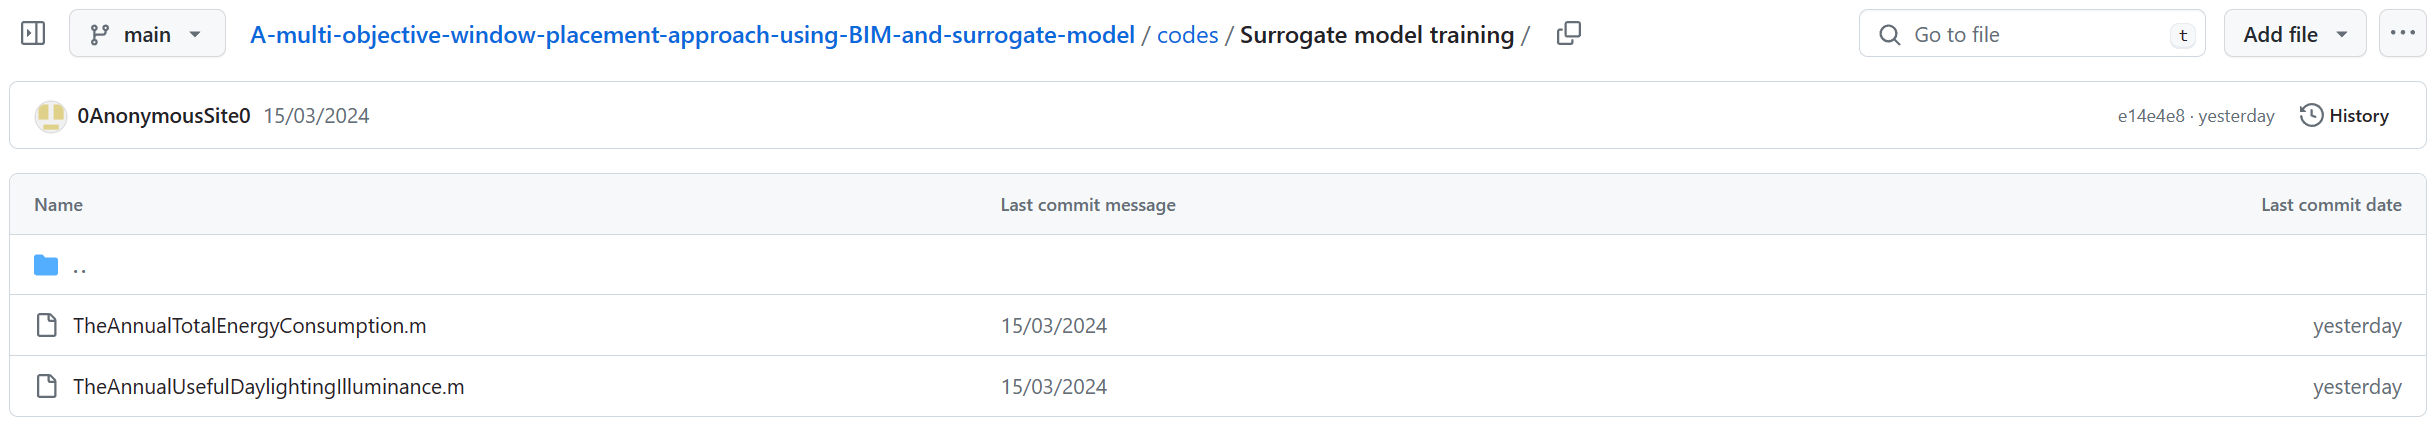 main A-multi-objective-window-placement-approach-using-BIM-and-surrogate-model / codes / Surrogate model training / Go to file t Add file ...
0AnonymousSite0 15/03/2024 e14e4e8 · yesterday History
Name Last commit message Last commit date
..
TheAnnualTotalEnergyConsumption.m 15/03/2024 yesterday
TheAnnualUsefulDaylightingIlluminance.m 15/03/2024 yesterday